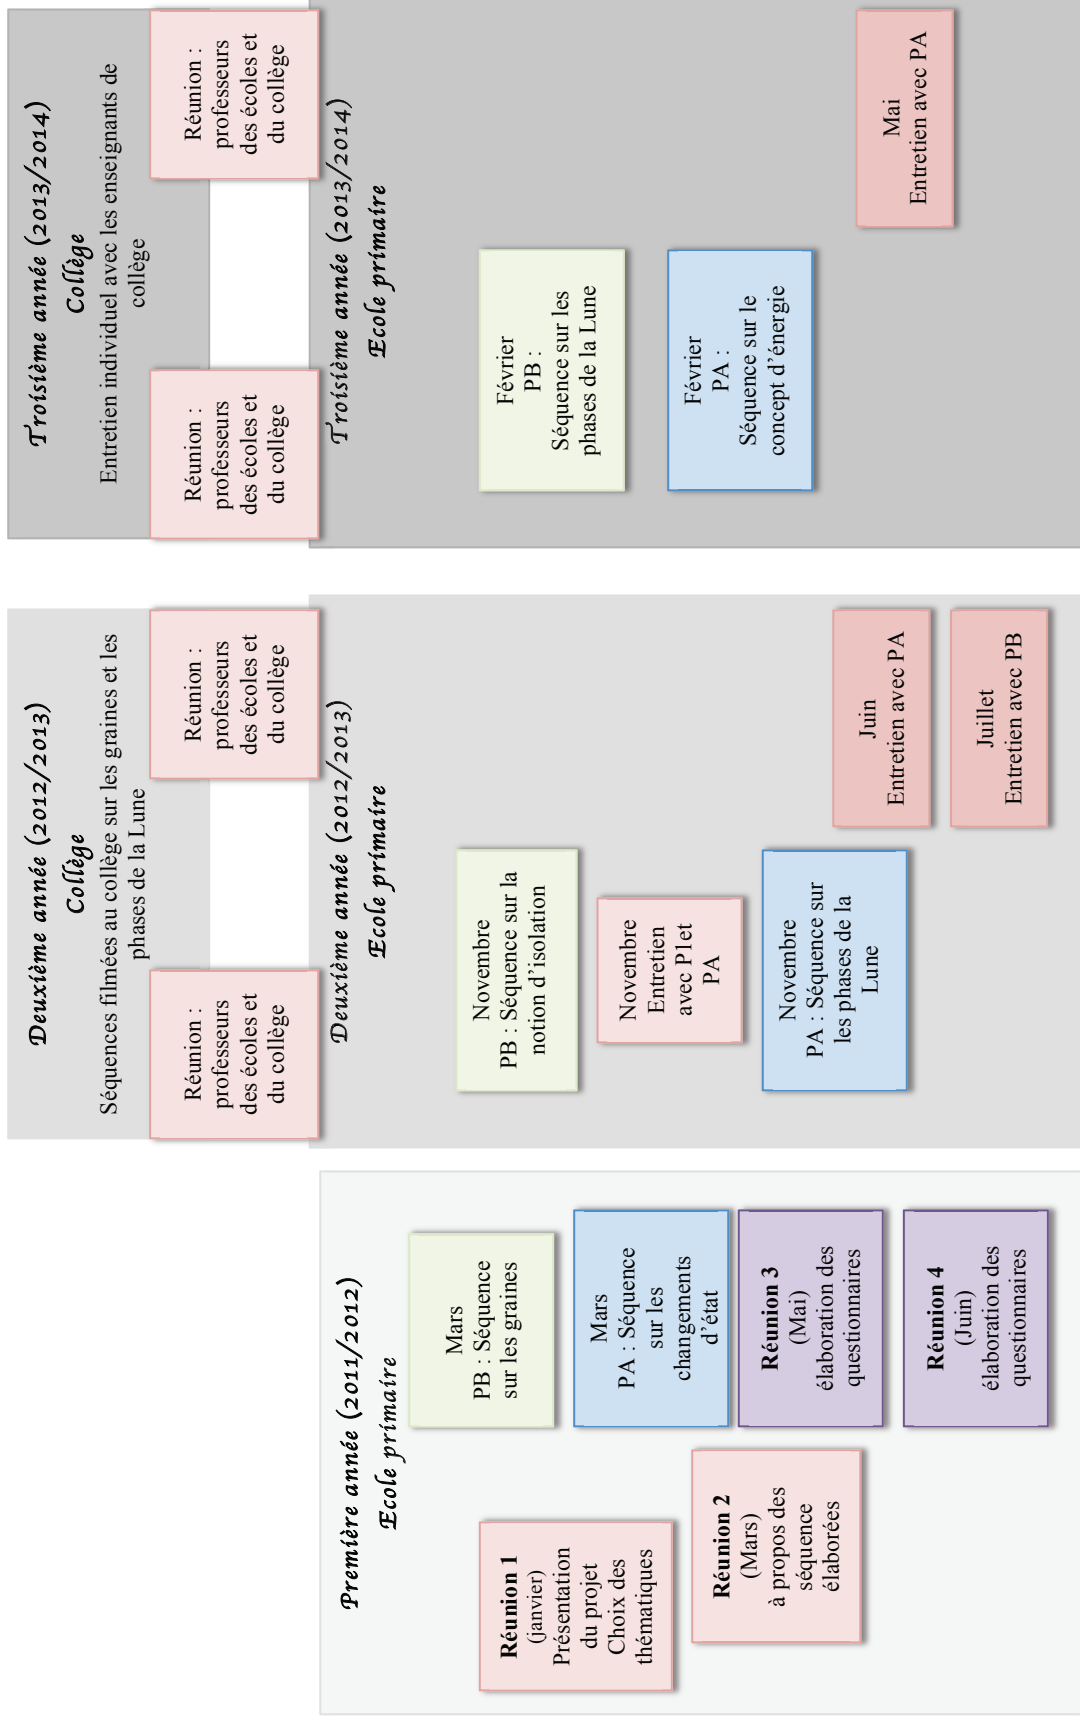 Première année (2011/2012)
Ecole primaire
Réunion 1
(janvier)
Présentation
du projet
Choix des
thématiques
Réunion 2
(Mars)
à propos des
séquence
élaborées
Mars
PB : Séquence
sur les graines
Mars
PA : Séquence
sur les
changements
d'état
Réunion 3
(Mai)
élaboration des
questionnaires
Réunion 4
(Juin)
élaboration des
questionnaires
Deuxième année (2012/2013)
Collège
Séquences filmées au collège sur les graines et les
phases de la Lune
Réunion :
professeurs
des écoles et
du collège
Réunion :
professeurs
des écoles et
du collège
Deuxième année (2012/2013)
Ecole primaire
Novembre
PB : Séquence sur la
notion d'isolation
Novembre
Entretien
avec P1et
PA
Novembre
PA : Séquence sur
les phases de la
Lune
Juin
Entretien avec PA
Juillet
Entretien avec PB
Troisième année (2013/2014)
Collège
Entretien individuel avec les enseignants de
collège
Réunion :
professeurs
des écoles et
du collège
Réunion :
professeurs
des écoles et
du collège
Troisième année (2013/2014)
Ecole primaire
Février
PB :
Séquence sur les
phases de la Lune
Février
PA :
Séquence sur le
concept d'énergie
Mai
Entretien avec PA